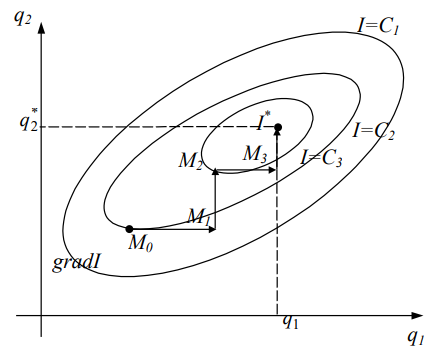 q₂
I=C₁
q₂*
I*
I=C₂
M₂
M₃
I=C₃
M₁
M₀
gradI
q₁
q₁